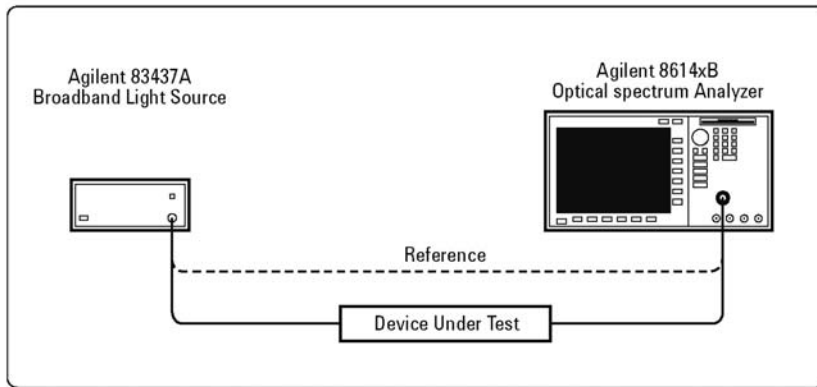 Agilent 83437A
Broadband Light Source
Agilent 8614xB
Optical spectrum Analyzer
Reference
Device Under Test